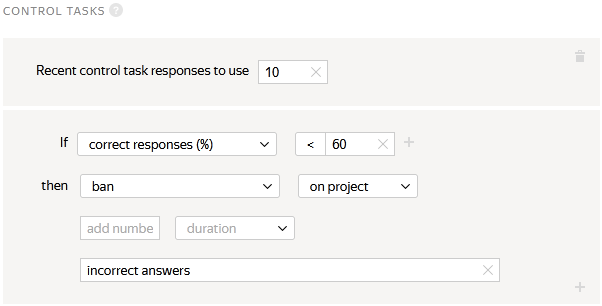 CONTROL TASKS ?
Recent control task responses to use 10
If correct responses (%) < 60
then ban on project
add numbe duration
incorrect answers